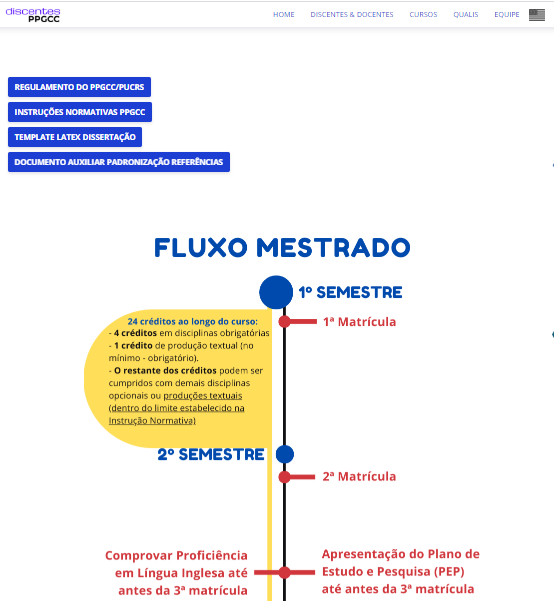 discentes
PPGCC
HOME DISCENTES & DOCENTES CURSOS QUALIS EQUIPE
REGULAMENTO DO PPGCC/PUCRS
INSTRUÇÕES NORMATIVAS PPGCC
TEMPLATE LATEX DISSERTAÇÃO
DOCUMENTO AUXILIAR PADRONIZAÇÃO REFERÊNCIAS
FLUXO MESTRADO
1º SEMESTRE
1ª Matrícula
24 créditos ao longo do curso:
- 4 créditos em disciplinas obrigatórias
- 1 crédito de produção textual (no
mínimo - obrigatório).
- O restante dos créditos podem ser
cumpridos com demais disciplinas
opcionais ou produções textuais
(dentro do limite estabelecido na
Instrução Normativa)
2º SEMESTRE
2ª Matrícula
Comprovar Proficiência
em Língua Inglesa até
antes da 3ª matrícula
Apresentação do Plano de
Estudo e Pesquisa (PEP)
até antes da 3ª matrícula